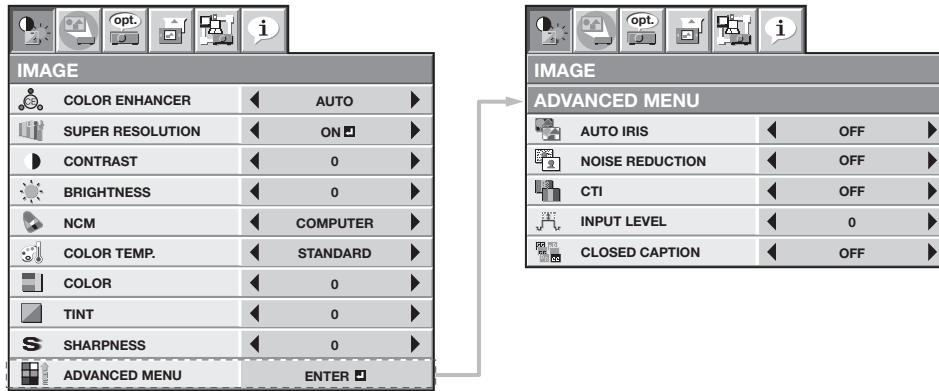 opt.
i
IMAGE
CE COLOR ENHANCER AUTO
SUPER RESOLUTION ON
CONTRAST 0
BRIGHTNESS 0
NCM COMPUTER
COLOR TEMP. STANDARD
COLOR 0
TINT 0
S SHARPNESS 0
ADVANCED MENU ENTER
opt.
i
IMAGE
ADVANCED MENU
AUTO IRIS OFF
NOISE REDUCTION OFF
CTI OFF
INPUT LEVEL 0
CLOSED CAPTION OFF